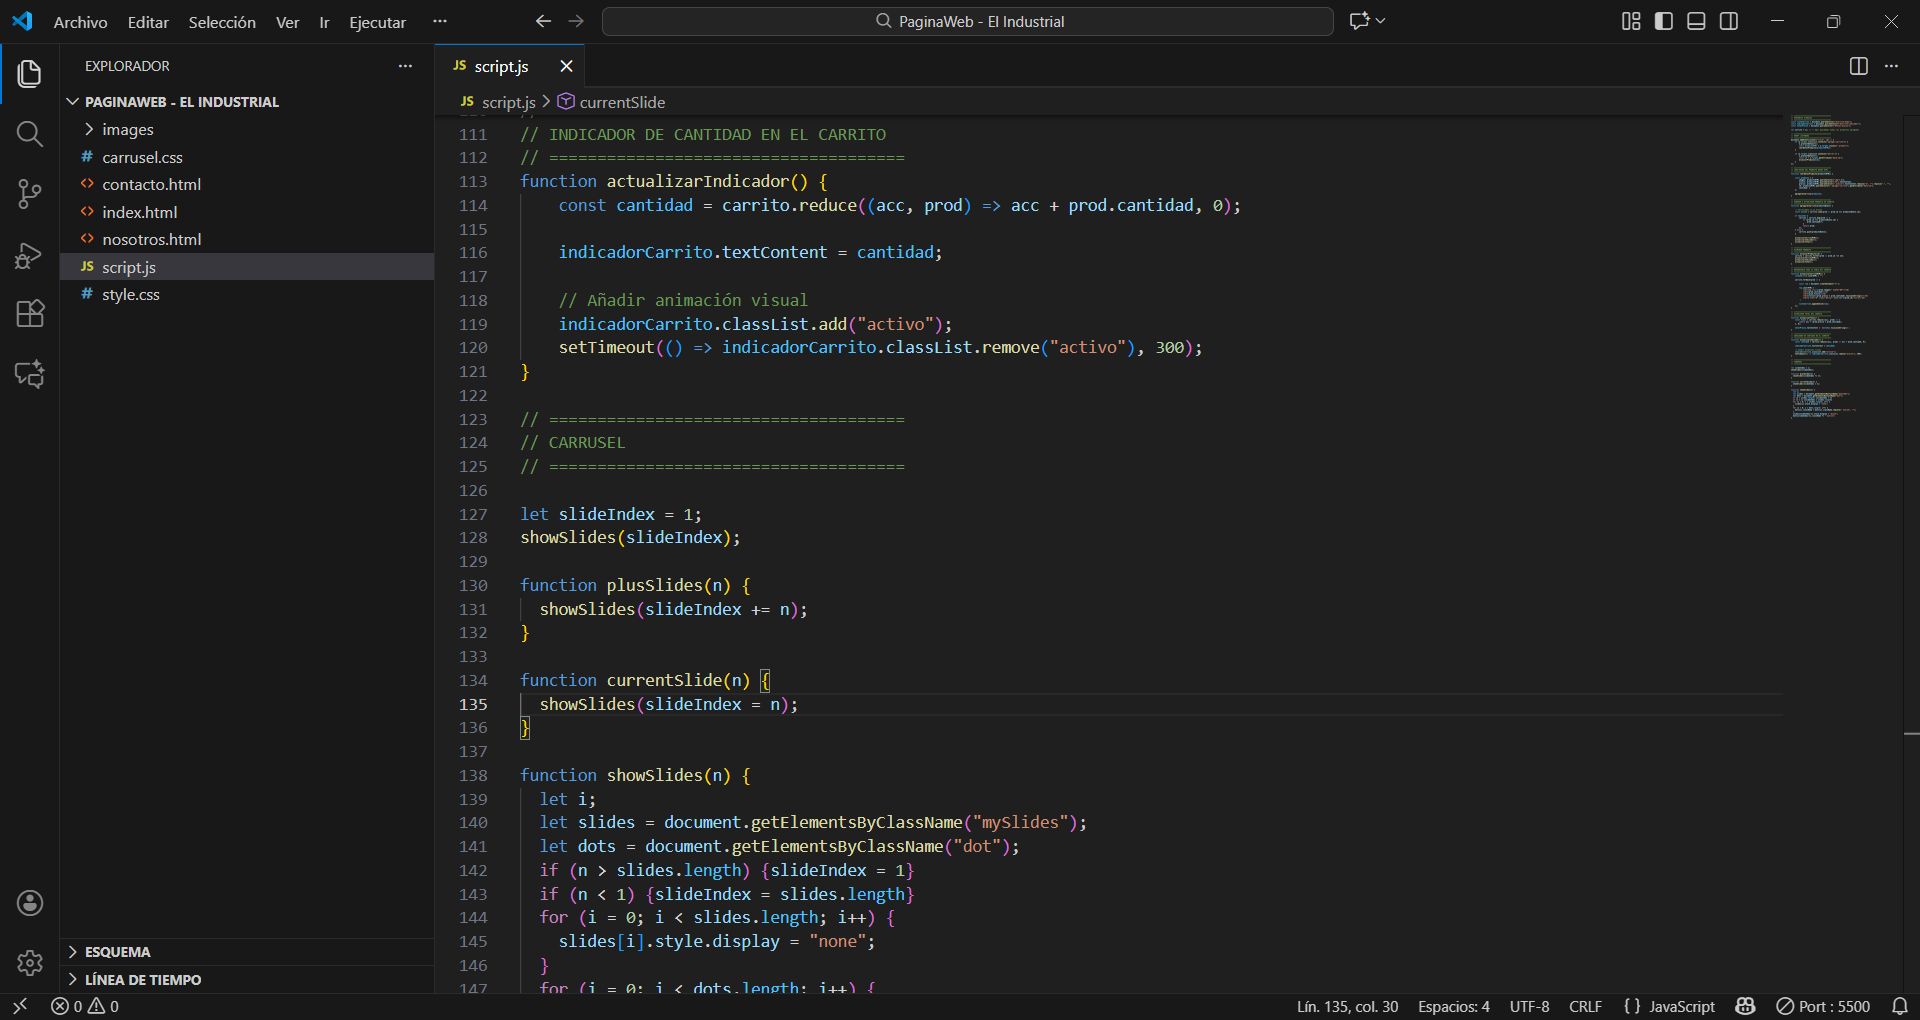 Archivo Editar Selección Ver Ir Ejecutar ···
PaginaWeb - El Industrial
EXPLORADOR
PAGINAWEB - EL INDUSTRIAL
images
# carrusel.css
<> contacto.html
<> index.html
<> nosotros.html
JS script.js
# style.css
ESQUEMA
LÍNEA DE TIEMPO
JS script.js
JS script.js > currentSlide
111 // INDICADOR DE CANTIDAD EN EL CARRITO
112 // =====================================
113 function actualizarIndicador() {
114 const cantidad = carrito.reduce((acc, prod) => acc + prod.cantidad, 0);
115
116 indicadorCarrito.textContent = cantidad;
117
118 // Añadir animación visual
119 indicadorCarrito.classList.add("activo");
120 setTimeout(() => indicadorCarrito.classList.remove("activo"), 300);
121 }
122
123 // =====================================
124 // CARRUSEL
125 // =====================================
126
127 let slideIndex = 1;
128 showSlides(slideIndex);
129
130 function plusSlides(n) {
131 showSlides(slideIndex += n);
132 }
133
134 function currentSlide(n) {
135 showSlides(slideIndex = n);
136 }
137
138 function showSlides(n) {
139 let i;
140 let slides = document.getElementsByClassName("mySlides");
141 let dots = document.getElementsByClassName("dot");
142 if (n > slides.length) {slideIndex = 1}
143 if (n < 1) {slideIndex = slides.length}
144 for (i = 0; i < slides.length; i++) {
145 slides[i].style.display = "none";
146 }
147 for (i = 0; i < dots.length; i++) {
0 0
Lín. 135, col. 30 Espacios: 4 UTF-8 CRLF {} JavaScript Port : 5500